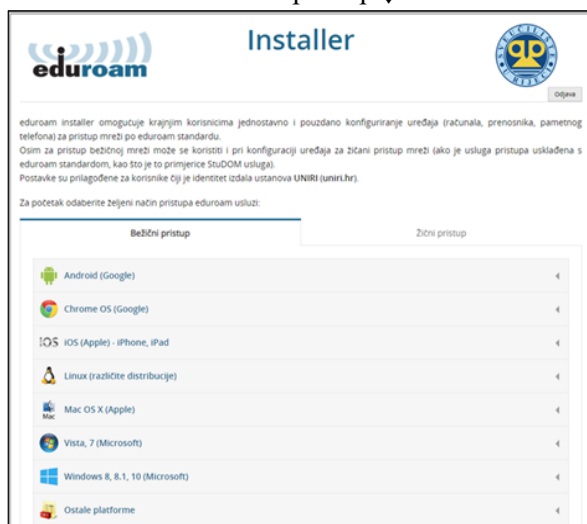 eduroam
Installer
SVEUČILIŠTE
U RIJECI
Odjava
eduroam installer omogućuje krajnjim korisnicima jednostavno i pouzdano konfiguriranje uređaja (računala, prenosnika, pametnog
telefona) za pristup mreži po eduroam standardu.
Osim za pristup bežičnoj mreži može se koristiti i pri konfiguraciji uređaja za žičani pristup mreži (ako je usluga pristupa usklađena s
eduroam standardom, kao što je to primjerice StuDOM usluga).
Postavke su prilagođene za korisnike čiji je identitet izdala ustanova UNIRI (uniri.hr).
Za početak odaberite željeni način pristupa eduroam usluzi:
Bežični pristup
Žični pristup
Android (Google)
Chrome OS (Google)
iOS iOS (Apple) - iPhone, iPad
Linux (različite distribucije)
Mac Mac OS X (Apple)
Vista, 7 (Microsoft)
Windows 8, 8.1, 10 (Microsoft)
Ostale platforme